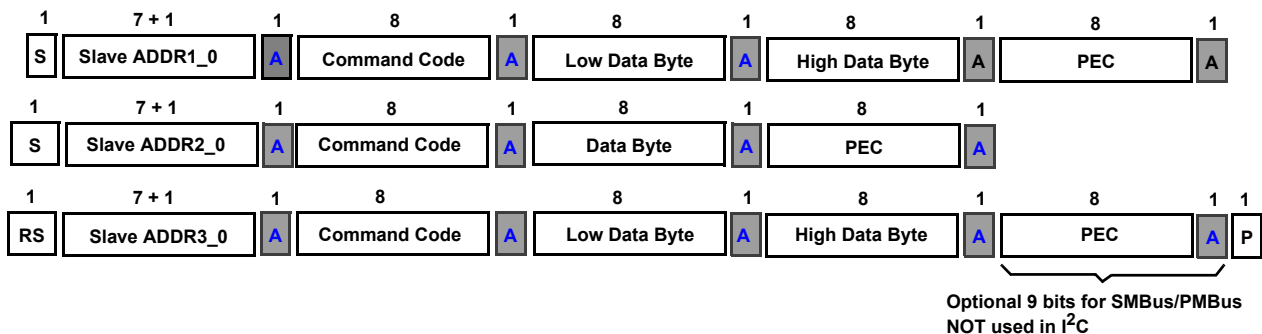 1 7 + 1 1 8 1 8 1 8 1 8 1
S Slave ADDR1_0 A Command Code A Low Data Byte A High Data Byte A PEC A
1 7 + 1 1 8 1 8 1 8 1
S Slave ADDR2_0 A Command Code A Data Byte A PEC A
1 7 + 1 1 8 1 8 1 8 1 8 1 1
RS Slave ADDR3_0 A Command Code A Low Data Byte A High Data Byte A PEC A P
Optional 9 bits for SMBus/PMBus
NOT used in I²C